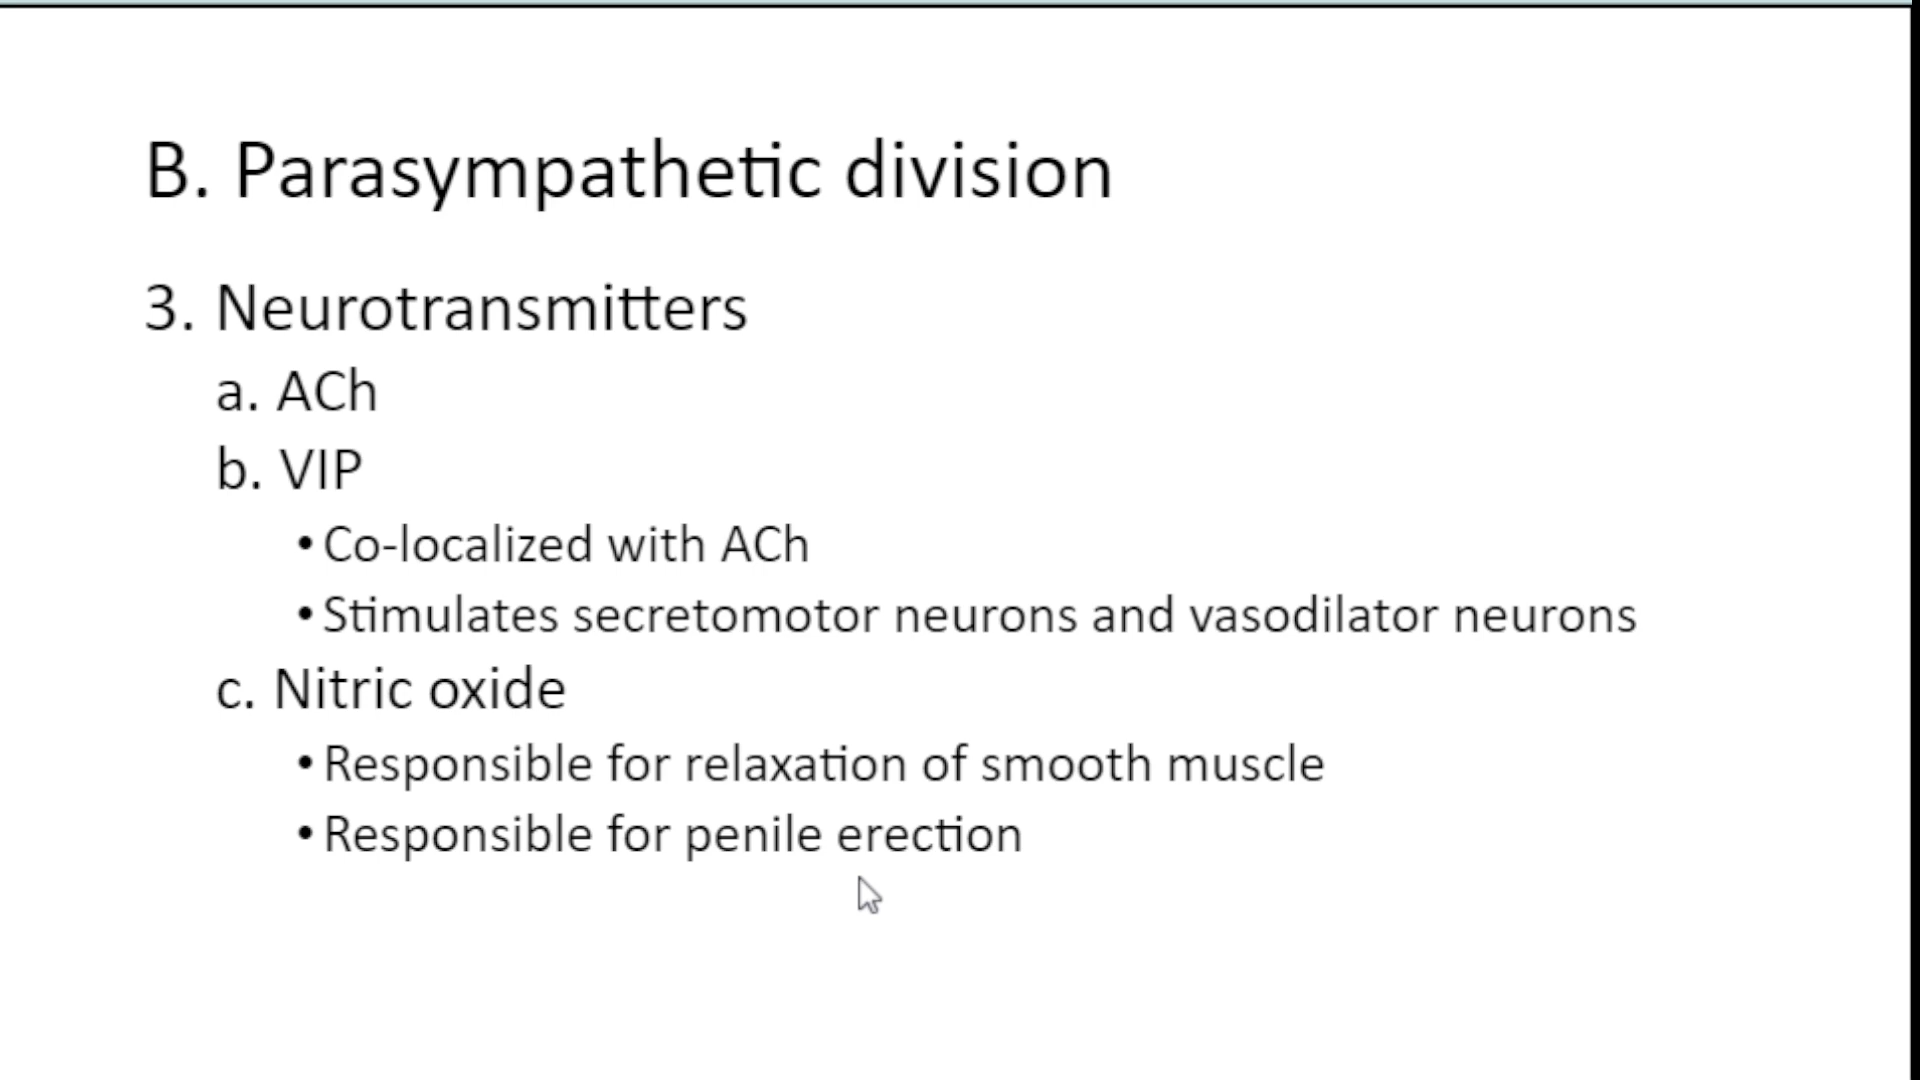 B. Parasympathetic division
3. Neurotransmitters
a. ACh
b. VIP
• Co-localized with ACh
• Stimulates secretomotor neurons and vasodilator neurons
c. Nitric oxide
• Responsible for relaxation of smooth muscle
• Responsible for penile erection